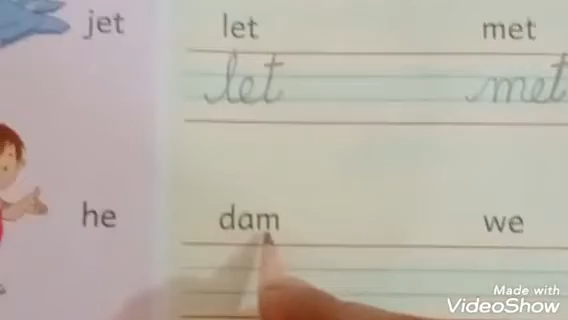 jet let met
let met
he dam we
Made with
VideoShow